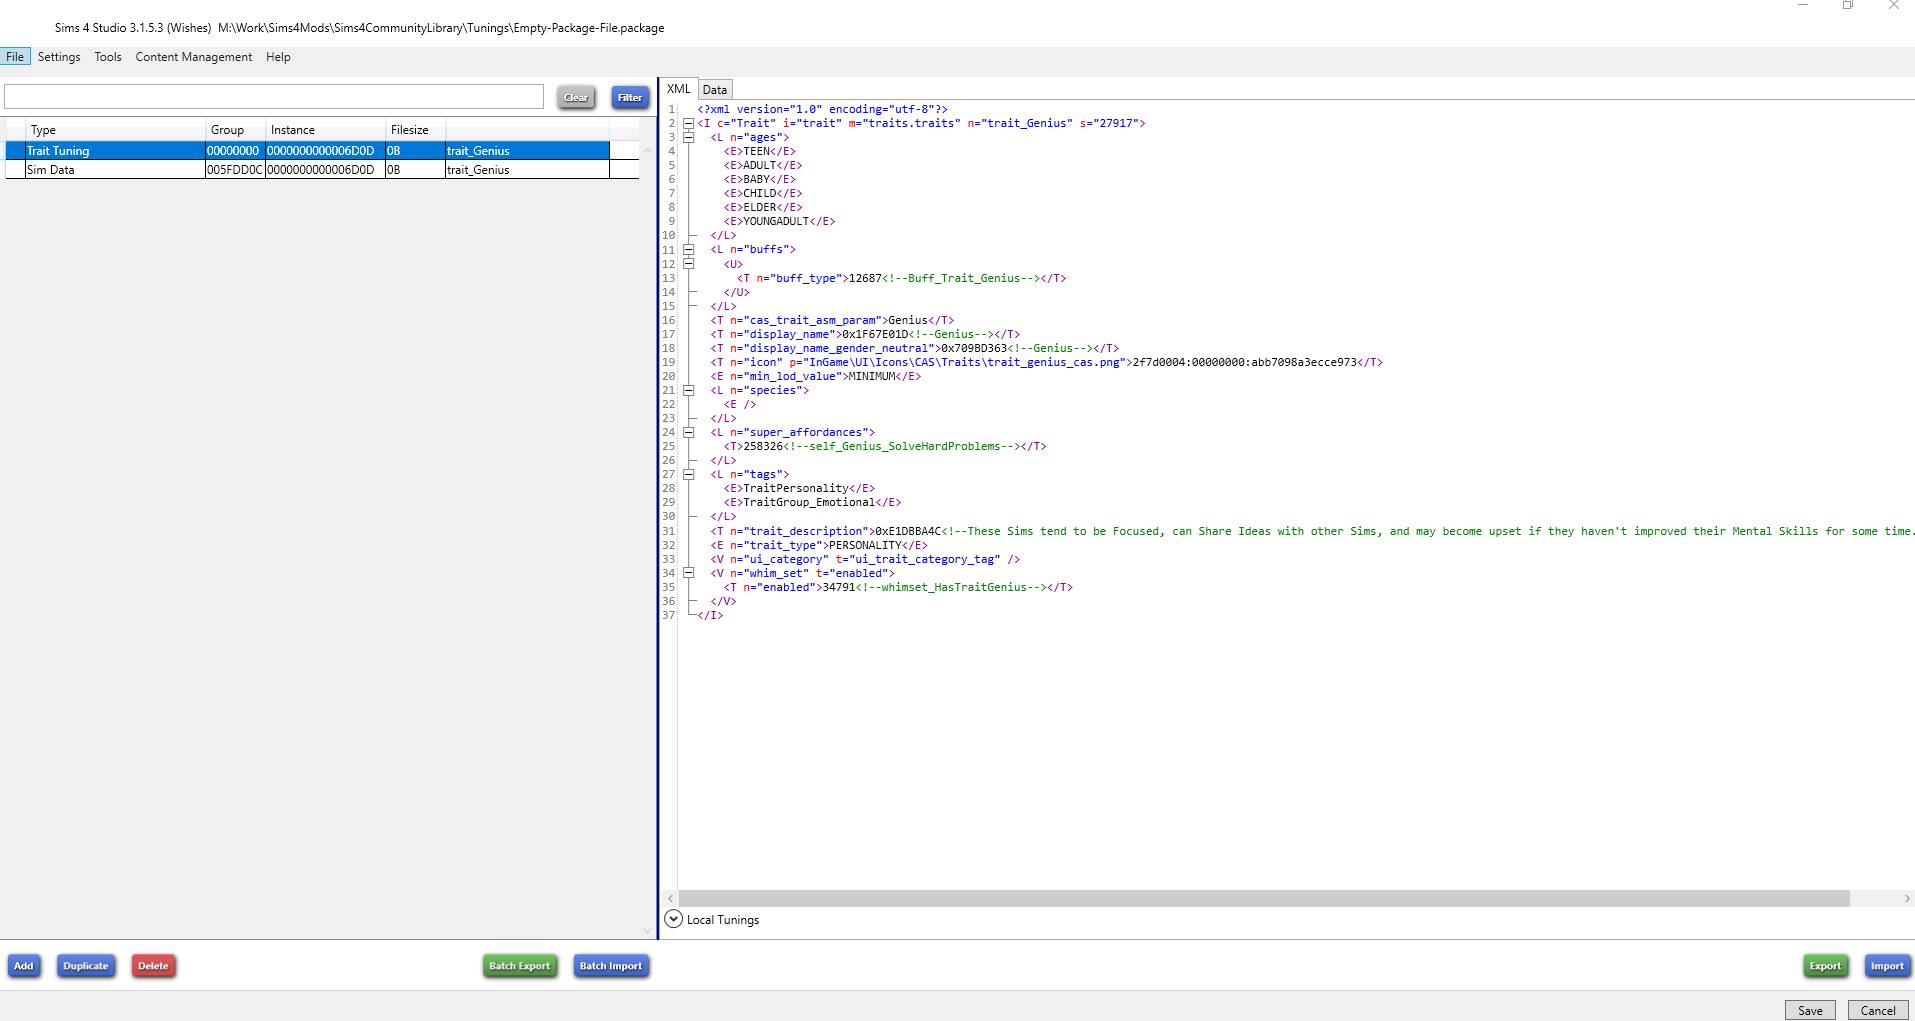 Sims 4 Studio 3.1.5.3 (Wishes)  M:\Work\Sims4Mods\Sims4CommunityLibrary\Tunings\Empty-Package-File.package
File Settings Tools Content Management Help
Clear Filter
Type Group Instance Filesize
Trait Tuning 00000000 0000000000006D0D 0B trait_Genius
Sim Data 005FDD0C 0000000000006D0D 0B trait_Genius
XML Data
1 <?xml version="1.0" encoding="utf-8"?>
2 <I c="Trait" i="trait" m="traits.traits" n="trait_Genius" s="27917">
3 <L n="ages">
4 <E>TEEN</E>
5 <E>ADULT</E>
6 <E>BABY</E>
7 <E>CHILD</E>
8 <E>ELDER</E>
9 <E>YOUNGADULT</E>
10 </L>
11 <L n="buffs">
12 <U>
13 <T n="buff_type">12687<!--Buff_Trait_Genius--></T>
14 </U>
15 </L>
16 <T n="cas_trait_asm_param">Genius</T>
17 <T n="display_name">0x1F67E01D<!--Genius--></T>
18 <T n="display_name_gender_neutral">0x709BD363<!--Genius--></T>
19 <T n="icon" p="InGame\UI\Icons\CAS\Traits\trait_genius_cas.png">2f7d0004:00000000:abb7098a3ecce973</T>
20 <E n="min_lod_value">MINIMUM</E>
21 <L n="species">
22 <E />
23 </L>
24 <L n="super_affordances">
25 <T>258326<!--self_Genius_SolveHardProblems--></T>
26 </L>
27 <L n="tags">
28 <E>TraitPersonality</E>
29 <E>TraitGroup_Emotional</E>
30 </L>
31 <T n="trait_description">0xE1DBBA4C<!--These Sims tend to be Focused, can Share Ideas with other Sims, and may become upset if they haven't improved their Mental Skills for some time.
32 <E n="trait_type">PERSONALITY</E>
33 <V n="ui_category" t="ui_trait_category_tag" />
34 <V n="whim_set" t="enabled">
35 <T n="enabled">34791<!--whimset_HasTraitGenius--></T>
36 </V>
37 </I>
Local Tunings
Add Duplicate Delete Batch Export Batch Import Export Import
Save Cancel